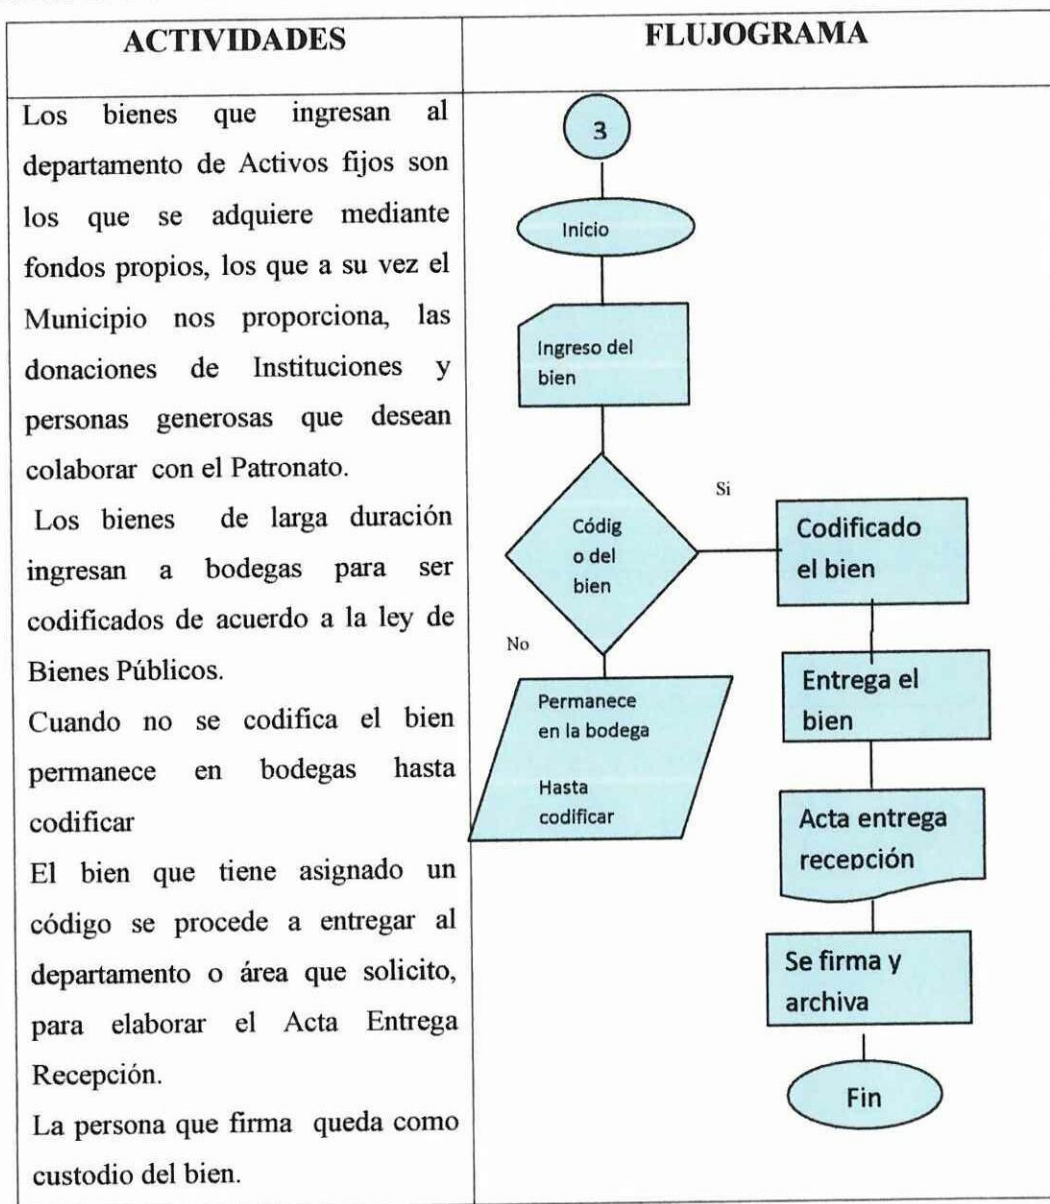 ACTIVIDADES
FLUJOGRAMA
Los bienes que ingresan al
departamento de Activos fijos son
los que se adquiere mediante
fondos propios, los que a su vez el
Municipio nos proporciona, las
donaciones de Instituciones y
personas generosas que desean
colaborar con el Patronato.
Los bienes de larga duración
ingresan a bodegas para ser
codificados de acuerdo a la ley de
Bienes Públicos.
Cuando no se codifica el bien
permanece en bodegas hasta
codificar
El bien que tiene asignado un
código se procede a entregar al
departamento o área que solicito,
para elaborar el Acta Entrega
Recepción.
La persona que firma queda como
custodio del bien.
3
Inicio
Ingreso del
bien
Códig
o del
bien
Si
No
Codificado
el bien
Permanece
en la bodega
Hasta
codificar
Entrega el
bien
Acta entrega
recepción
Se firma y
archiva
Fin